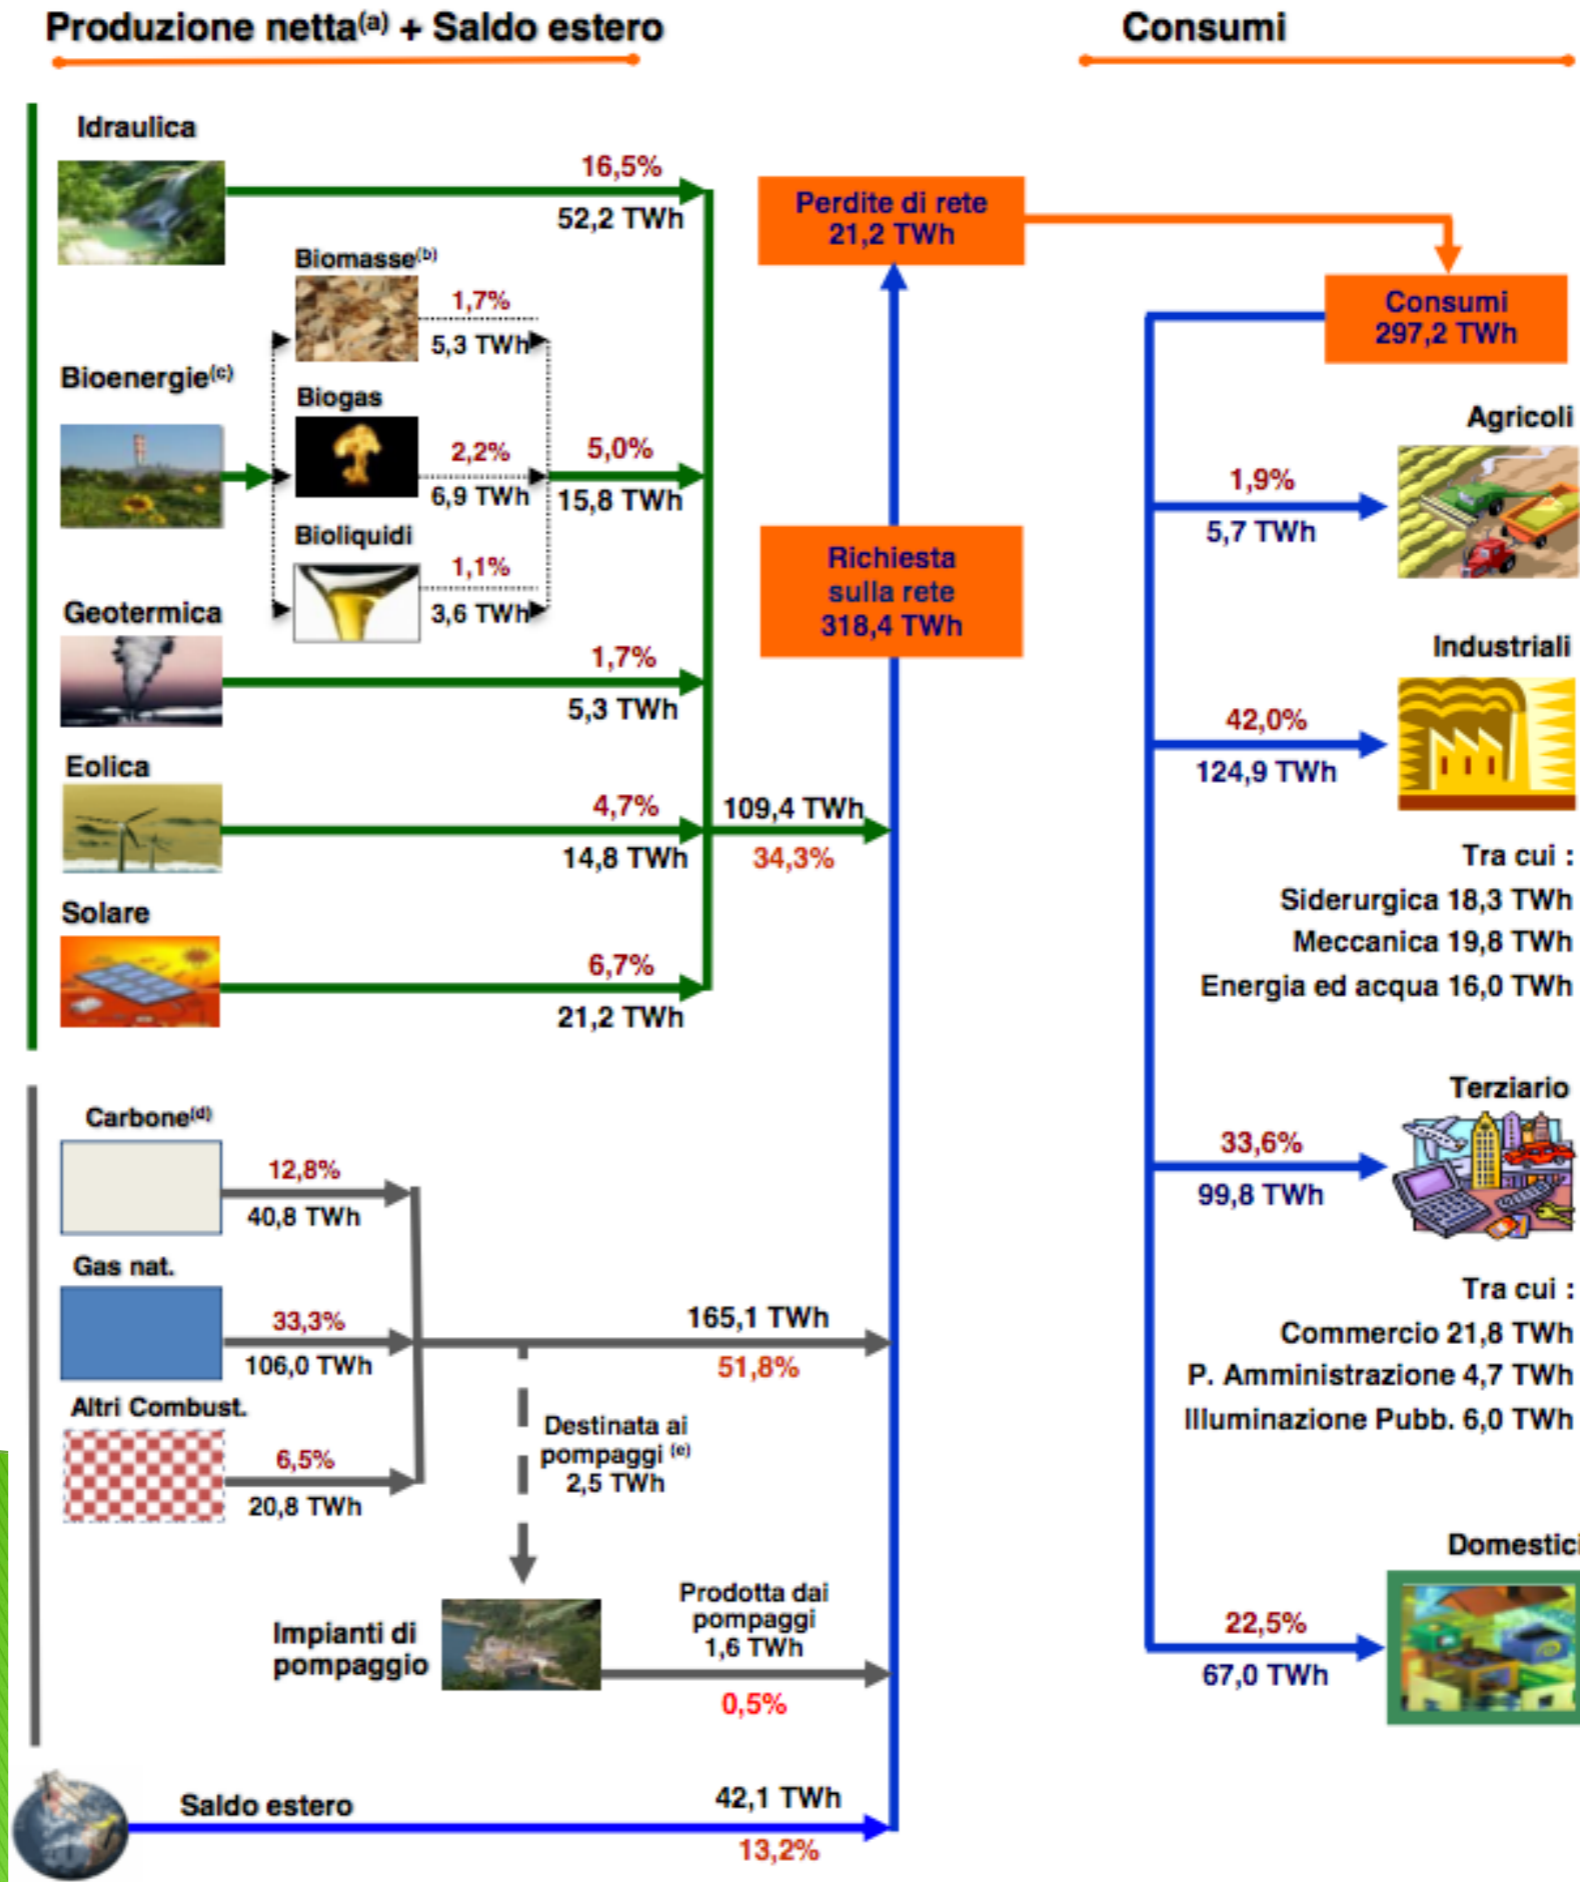 Produzione netta(a) + Saldo estero
Consumi
Idraulica
16,5%
52,2 TWh
Biomasse(b)
1,7%
5,3 TWh
Bioenergie(c)
Biogas
2,2%
6,9 TWh
5,0%
15,8 TWh
Bioliquidi
1,1%
3,6 TWh
Geotermica
1,7%
5,3 TWh
Eolica
4,7%
14,8 TWh
109,4 TWh
34,3%
Solare
6,7%
21,2 TWh
Carbone(d)
12,8%
40,8 TWh
Gas nat.
33,3%
106,0 TWh
165,1 TWh
51,8%
Altri Combust.
6,5%
20,8 TWh
Destinata ai
pompaggi (e)
2,5 TWh
Impianti di
pompaggio
Prodotta dai
pompaggi
1,6 TWh
0,5%
Saldo estero
42,1 TWh
13,2%
Perdite di rete
21,2 TWh
Richiesta
sulla rete
318,4 TWh
Consumi
297,2 TWh
Agricoli
1,9%
5,7 TWh
Industriali
42,0%
124,9 TWh
Tra cui :
Siderurgica 18,3 TWh
Meccanica 19,8 TWh
Energia ed acqua 16,0 TWh
Terziario
33,6%
99,8 TWh
Tra cui :
Commercio 21,8 TWh
P. Amministrazione 4,7 TWh
Illuminazione Pubb. 6,0 TWh
Domestici
22,5%
67,0 TWh